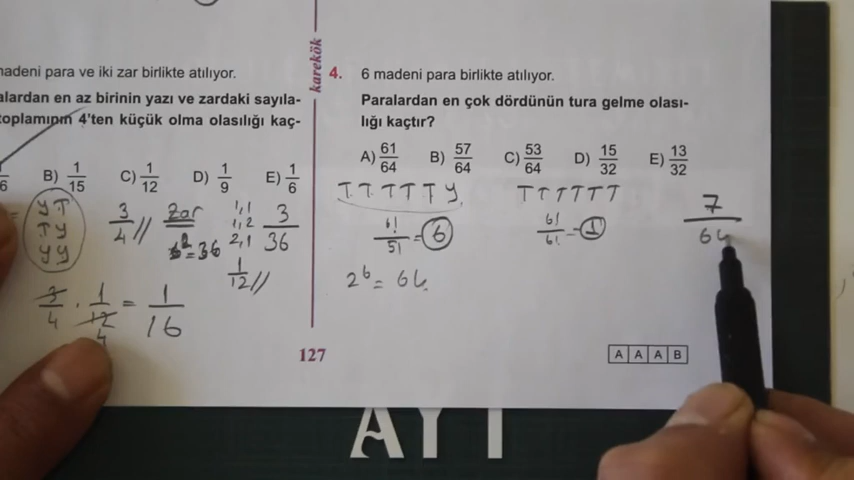 madeni para ve iki zar birlikte atılıyor.
alardan en az birinin yazı ve zardaki sayıla-
toplamının 4'ten küçük olma olasılığı kaç-
B) 1/15 C) 1/12 D) 1/9 E) 1/6
YT
TY
YY
3/4 //
Zar
6² = 36
1,1
1,2
2,1
3/36
1/12 //
3/4 . 1/12 = 1/16
4
karekök
4. 6 madeni para birlikte atılıyor.
Paralardan en çok dördünün tura gelme olası-
lığı kaçtır?
A) 61/64 B) 57/64 C) 53/64 D) 15/32 E) 13/32
T T T T T Y
6!/5! = 6
T T T T T T
6!/6! = 1
7/64
2⁶ = 64
127
A A A B
AYT